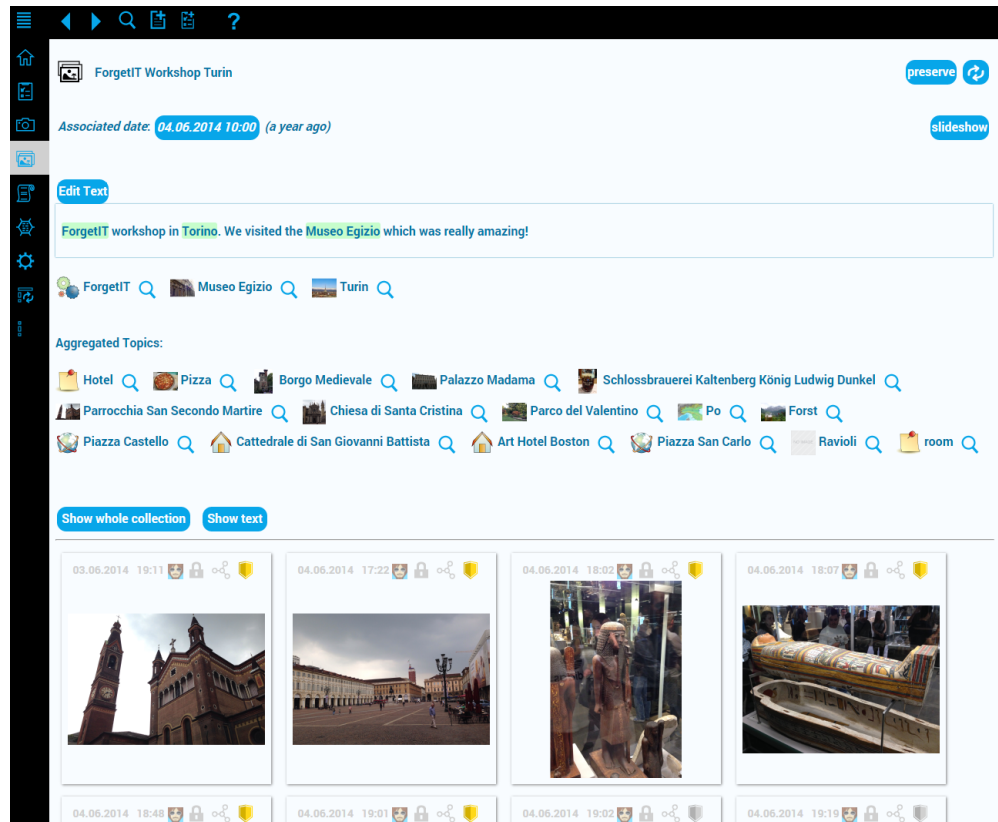 ?
ForgetIT Workshop Turin
preserve
Associated date: 04.06.2014 10:00 (a year ago)
slideshow
Edit Text
ForgetIT workshop in Torino. We visited the Museo Egizio which was really amazing!
ForgetIT Museo Egizio Turin
Aggregated Topics:
Hotel Pizza Borgo Medievale Palazzo Madama Schlossbrauerei Kaltenberg König Ludwig Dunkel
Parrocchia San Secondo Martire Chiesa di Santa Cristina Parco del Valentino Po Forst
Piazza Castello Cattedrale di San Giovanni Battista Art Hotel Boston Piazza San Carlo Ravioli room
Show whole collection Show text
03.06.2014 19:11 04.06.2014 17:22 04.06.2014 18:02 04.06.2014 18:07
04.06.2014 18:48 04.06.2014 19:01 04.06.2014 19:02 04.06.2014 19:19